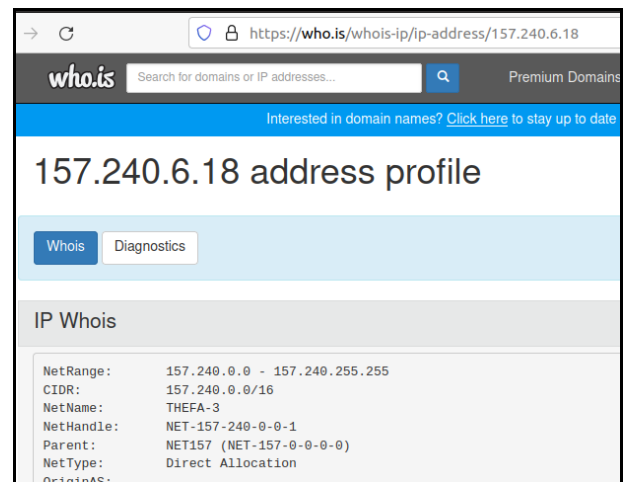 https://who.is/whois-ip/ip-address/157.240.6.18
who.is Search for domains or IP addresses... Premium Domains
Interested in domain names? Click here to stay up to date
157.240.6.18 address profile
Whois Diagnostics
IP Whois
NetRange: 157.240.0.0 - 157.240.255.255
CIDR: 157.240.0.0/16
NetName: THEFA-3
NetHandle: NET-157-240-0-0-1
Parent: NET157 (NET-157-0-0-0-0)
NetType: Direct Allocation
OriginAS: